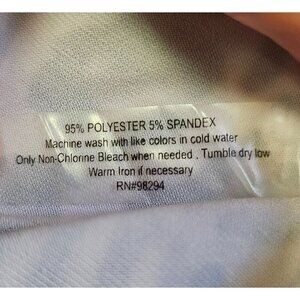 95% POLYESTER 5% SPANDEX
Machine wash with like colors in cold water
Only Non-Chlorine Bleach when needed , Tumble dry low
Warm Iron if necessary
RN#98294